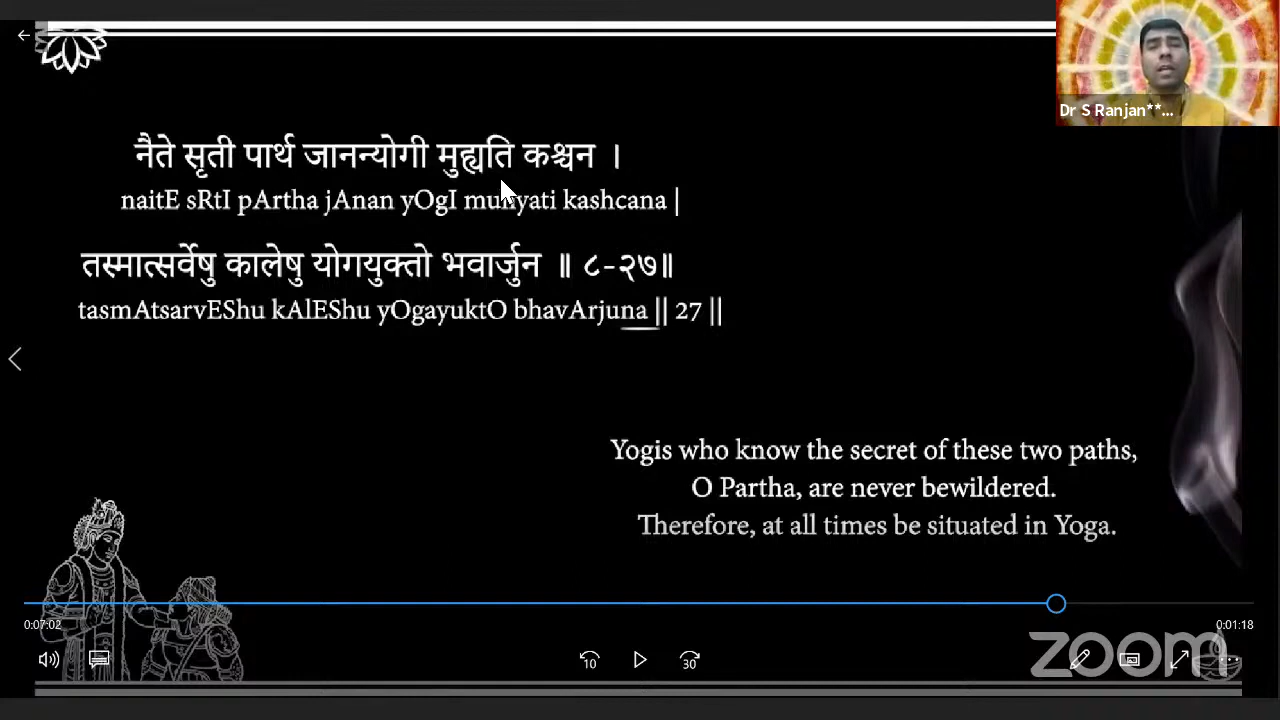 Dr S Ranjan**...
नैते सृती पार्थ जानन्योगी मुह्यति कश्चन ।
naitE sRtI pArtha jAnan yOgI muhyati kashcana |
तस्मात्सर्वेषु कालेषु योगयुक्तो भवार्जुन ॥ ८-२७॥
tasmAtsarvEShu kAlEShu yOgayuktO bhavArjuna || 27 ||
Yogis who know the secret of these two paths,
O Partha, are never bewildered.
Therefore, at all times be situated in Yoga.
0:07:02
0:01:18
10
30
zoom